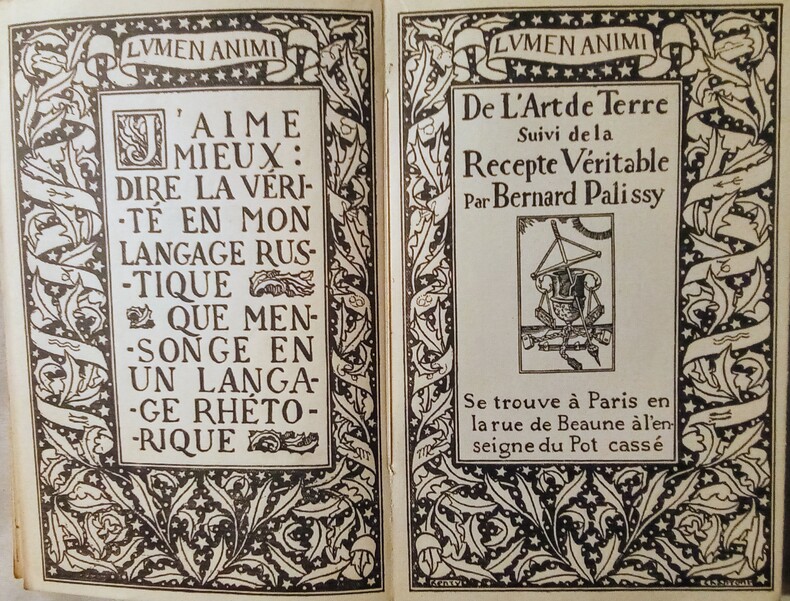 LVMEN ANIMI
J'AIME
MIEUX:
DIRE LA VÉRI-
-TÉ EN MON
LANGAGE RUS-
-TIQUE
QUE MEN-
-SONGE EN
UN LANGA-
-GE RHÉTO-
-RIQUE
LVMEN ANIMI
De L'Art de Terre
Suivi de la
Recepte Véritable
Par Bernard Palissy
Se trouve à Paris en
la rue de Beaune à l'en-
seigne du Pot cassé